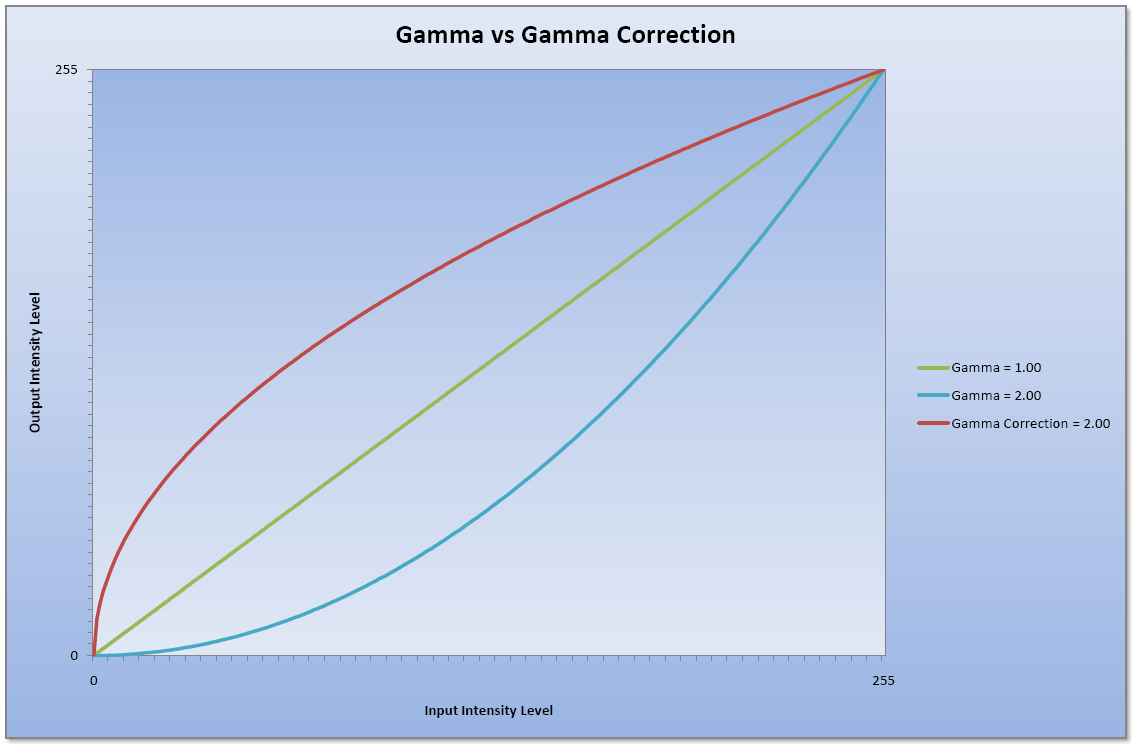 Gamma vs Gamma Correction
255
Output Intensity Level
Gamma = 1.00
Gamma = 2.00
Gamma Correction = 2.00
0
0
255
Input Intensity Level